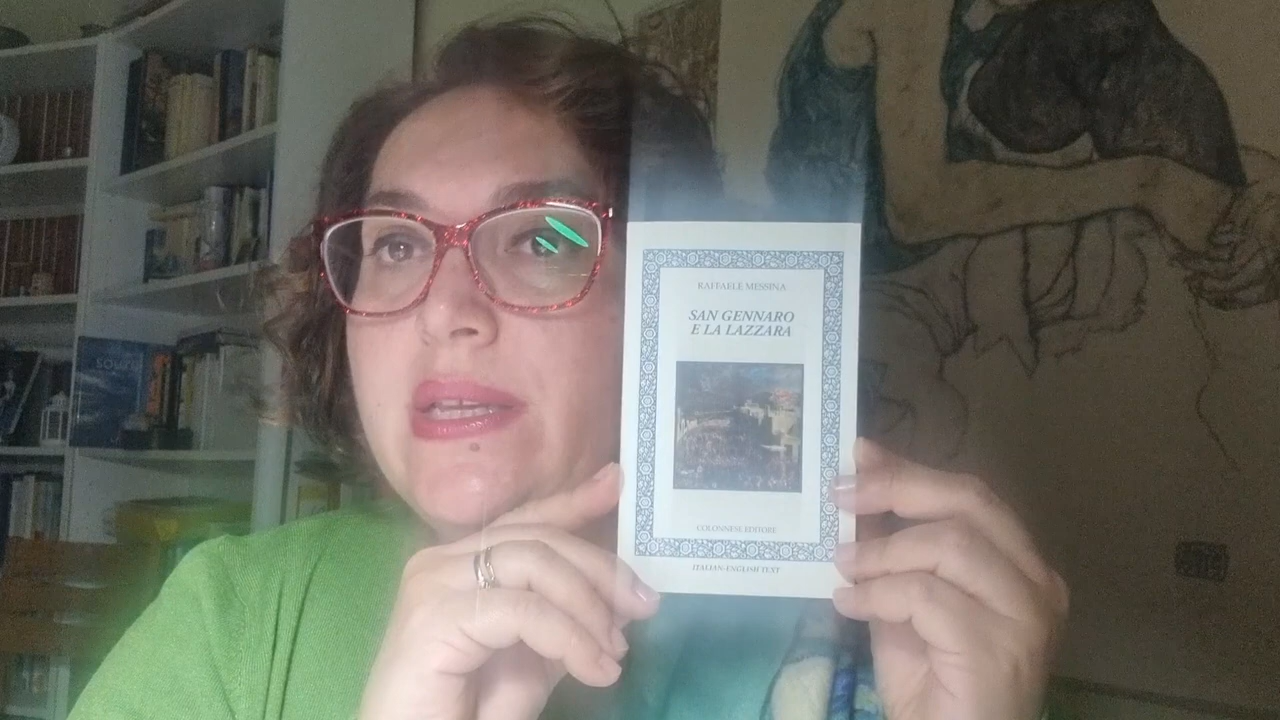 RAFFAELE MESSINA
SAN GENNARO
E LA LAZZARA
COLONNESE EDITORE
ITALIAN-ENGLISH TEXT